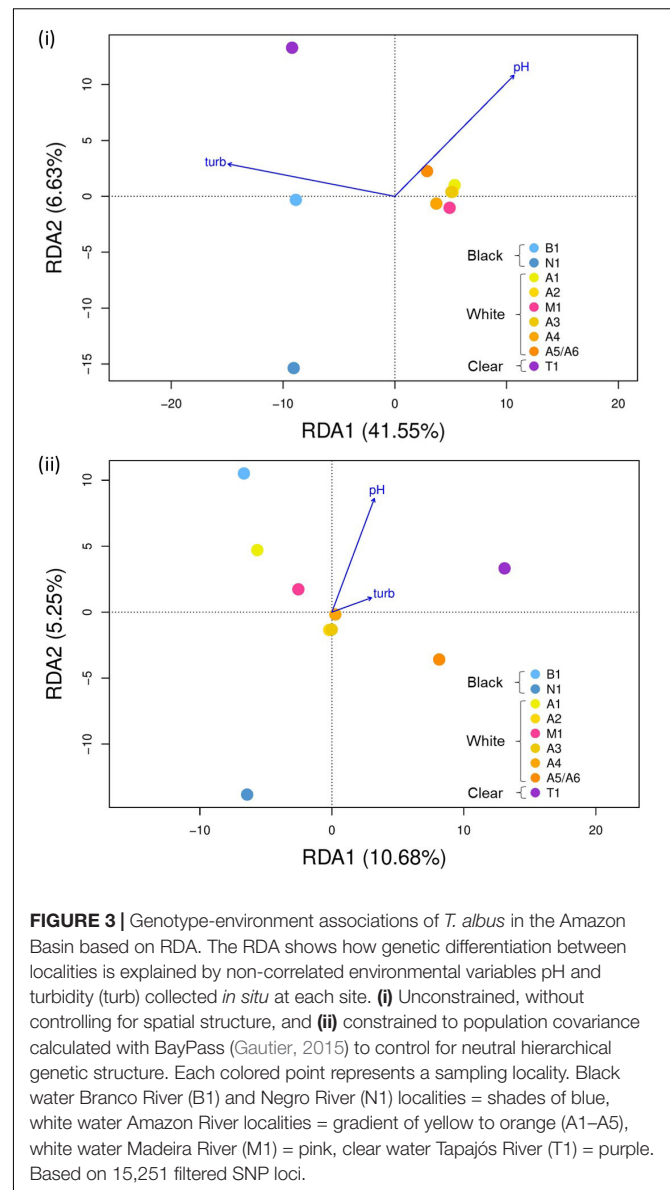 (i)
10
5
0
−5
−10
−15
RDA2 (6.63%)
pH
turb
Black
White
Clear
B1
N1
A1
A2
M1
A3
A4
A5/A6
T1
−20
−10
0
10
20
RDA1 (41.55%)
(ii)
10
5
0
−5
−10
RDA2 (5.25%)
pH
turb
Black
White
Clear
B1
N1
A1
A2
M1
A3
A4
A5/A6
T1
−10
0
10
20
RDA1 (10.68%)
FIGURE 3 | Genotype-environment associations of T. albus in the Amazon
Basin based on RDA. The RDA shows how genetic differentiation between
localities is explained by non-correlated environmental variables pH and
turbidity (turb) collected in situ at each site. (i) Unconstrained, without
controlling for spatial structure, and (ii) constrained to population covariance
calculated with BayPass (Gautier, 2015) to control for neutral hierarchical
genetic structure. Each colored point represents a sampling locality. Black
water Branco River (B1) and Negro River (N1) localities = shades of blue,
white water Amazon River localities = gradient of yellow to orange (A1–A5),
white water Madeira River (M1) = pink, clear water Tapajós River (T1) = purple.
Based on 15,251 filtered SNP loci.